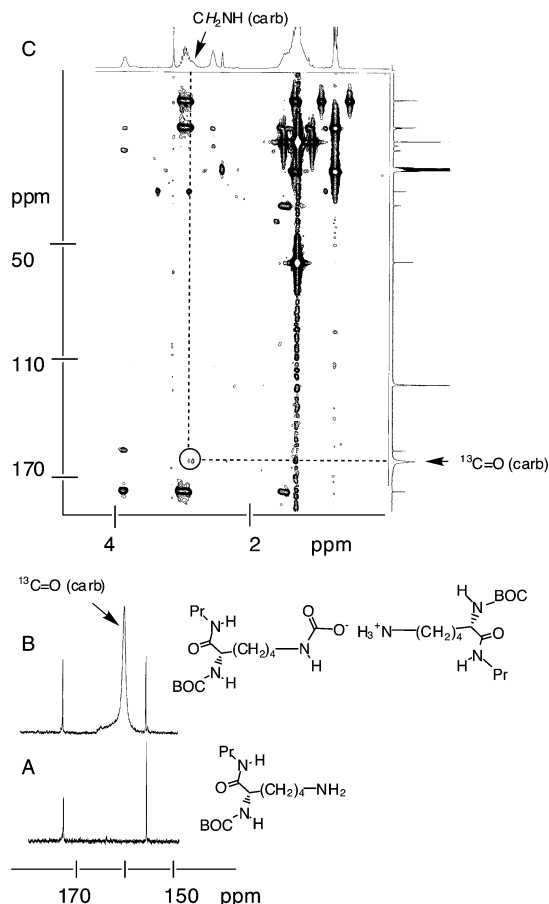 CH₂NH (carb)
C
ppm
50
110
170
¹³C=O (carb)
4
2
ppm
¹³C=O (carb)
B
Pr
N-H
O
(CH₂)₄
N
H
O
O⁻
BOC
N
H
H₃⁺N
(CH₂)₄
N
H
BOC
O
N
H
Pr
A
Pr
N-H
O
(CH₂)₄
NH₂
BOC
N
H
170
150
ppm